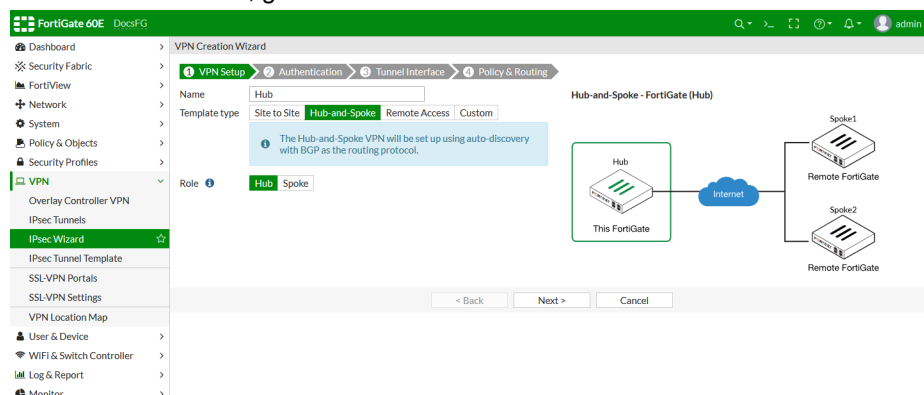 FortiGate 60E DocsFG
admin
Dashboard
Security Fabric
FortiView
Network
System
Policy & Objects
Security Profiles
VPN
Overlay Controller VPN
IPsec Tunnels
IPsec Wizard
IPsec Tunnel Template
SSL-VPN Portals
SSL-VPN Settings
VPN Location Map
User & Device
WiFi & Switch Controller
Log & Report
Monitor
VPN Creation Wizard
1 VPN Setup 2 Authentication 3 Tunnel Interface 4 Policy & Routing
Name Hub
Template type Site to Site Hub-and-Spoke Remote Access Custom
The Hub-and-Spoke VPN will be set up using auto-discovery
with BGP as the routing protocol.
Role Hub Spoke
Hub-and-Spoke - FortiGate (Hub)
Spoke1
Remote FortiGate
Hub
Internet
This FortiGate
Spoke2
Remote FortiGate
< Back Next > Cancel